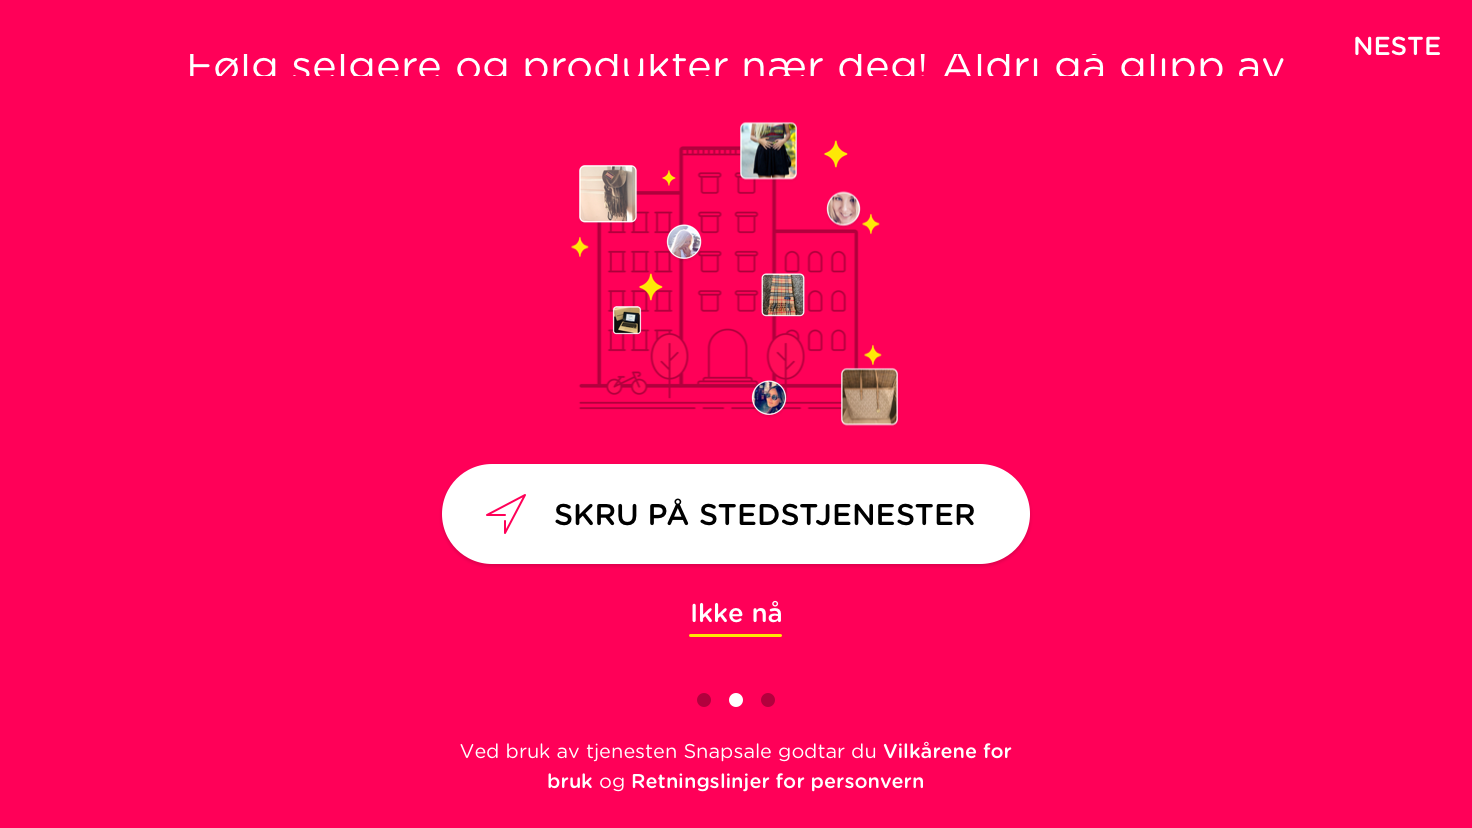 NESTE
Følg selgere og produkter nær deg! Aldri gå glipp av
SKRU PÅ STEDSTJENESTER
Ikke nå
Ved bruk av tjenesten Snapsale godtar du Vilkårene for
bruk og Retningslinjer for personvern